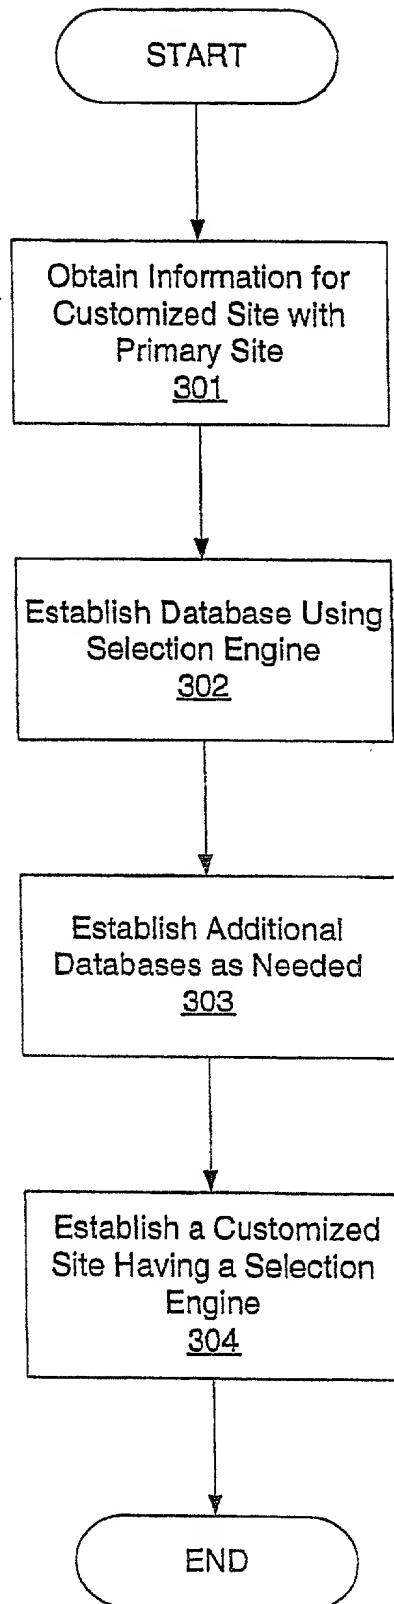 START
Obtain Information for
Customized Site with
Primary Site
301
Establish Database Using
Selection Engine
302
Establish Additional
Databases as Needed
303
Establish a Customized
Site Having a Selection
Engine
304
END